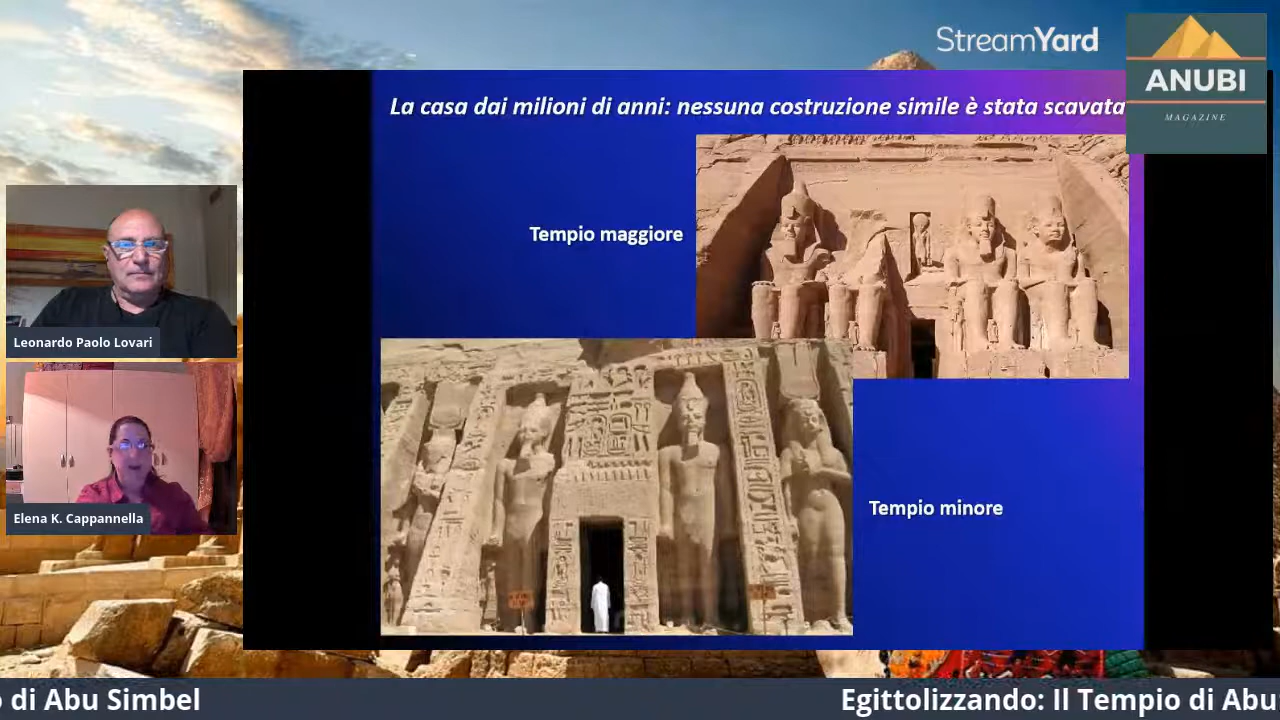 StreamYard
ANUBI
MAGAZINE
La casa dai milioni di anni: nessuna costruzione simile è stata scavata
Tempio maggiore
Leonardo Paolo Lovari
Elena K. Cappannella
Tempio minore
o di Abu Simbel
Egittolizzando: Il Tempio di Abu